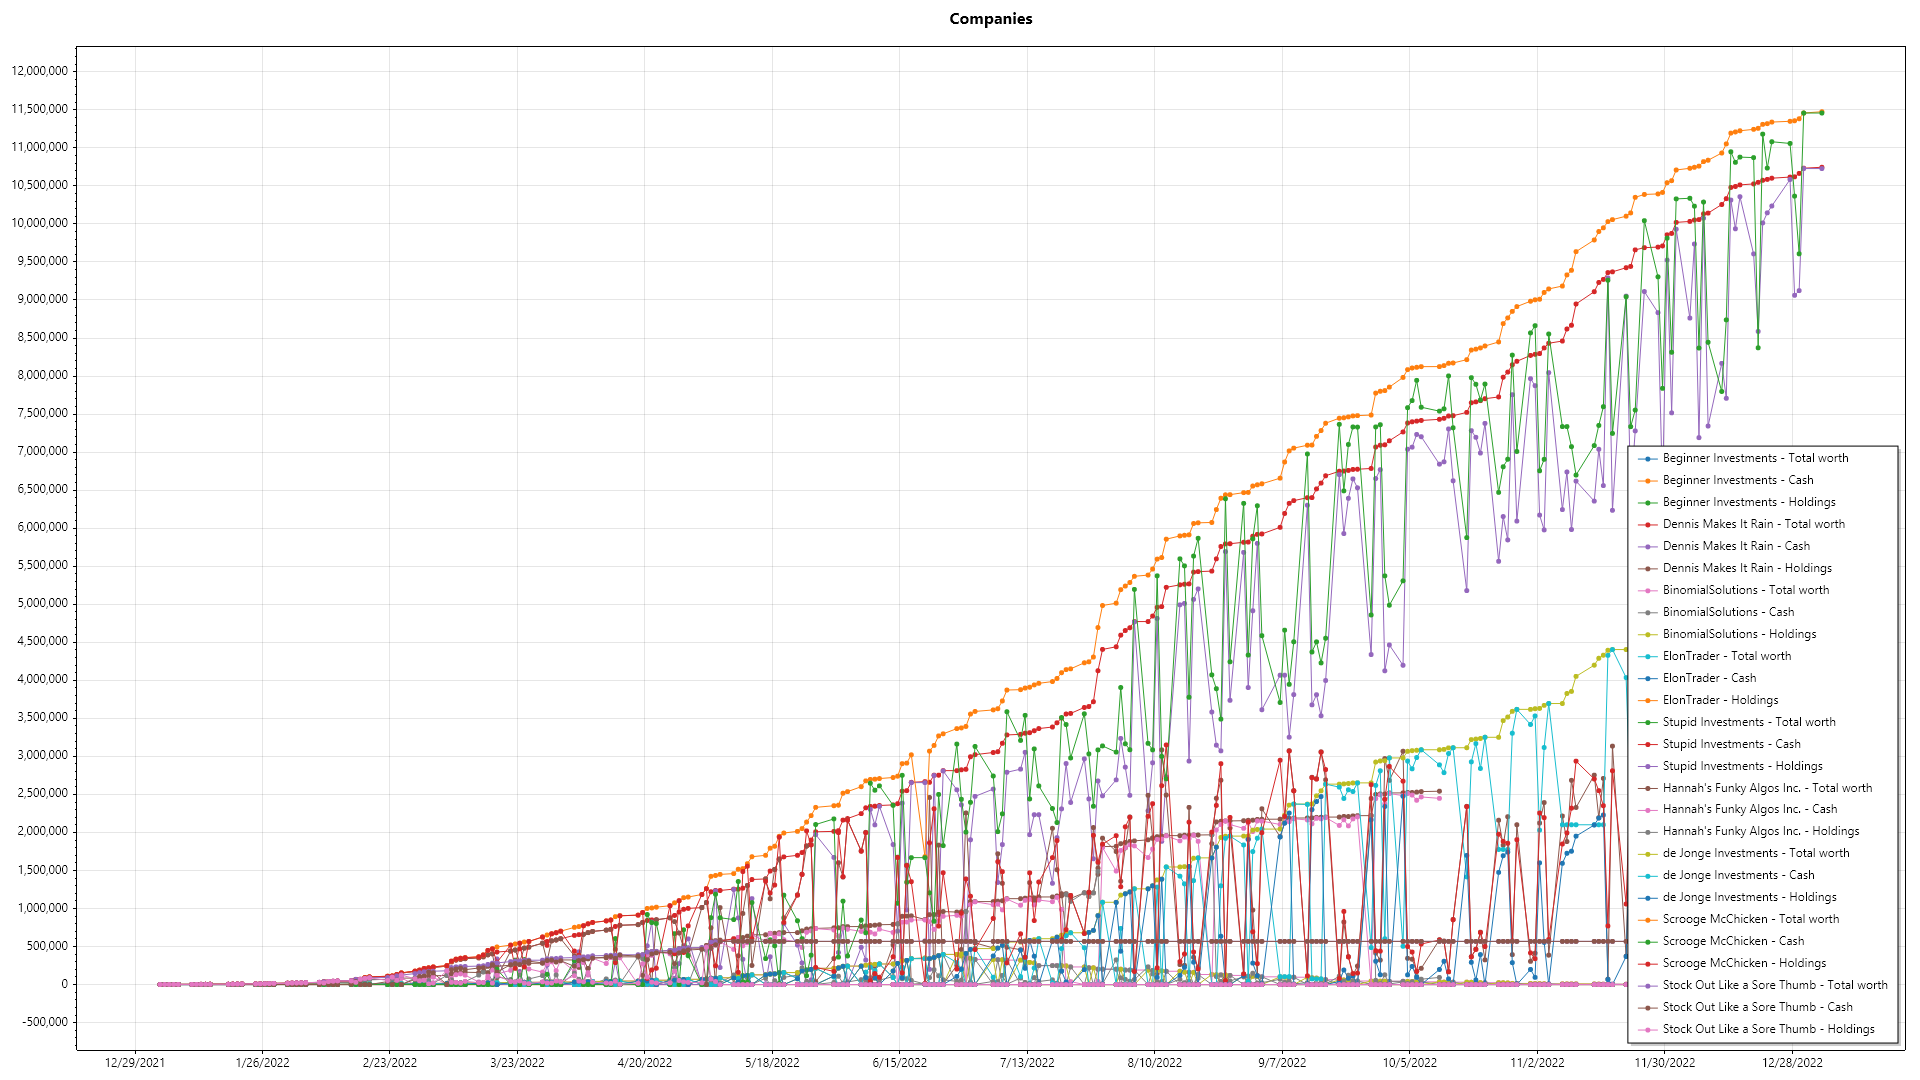 Companies
12,000,000
11,500,000
11,000,000
10,500,000
10,000,000
9,500,000
9,000,000
8,500,000
8,000,000
7,500,000
7,000,000
6,500,000
6,000,000
5,500,000
5,000,000
4,500,000
4,000,000
3,500,000
3,000,000
2,500,000
2,000,000
1,500,000
1,000,000
500,000
0
-500,000
12/29/2021
1/26/2022
2/23/2022
3/23/2022
4/20/2022
5/18/2022
6/15/2022
7/13/2022
8/10/2022
9/7/2022
10/5/2022
11/2/2022
11/30/2022
12/28/2022
Beginner Investments - Total worth
Beginner Investments - Cash
Beginner Investments - Holdings
Dennis Makes It Rain - Total worth
Dennis Makes It Rain - Cash
Dennis Makes It Rain - Holdings
BinomialSolutions - Total worth
BinomialSolutions - Cash
BinomialSolutions - Holdings
ElonTrader - Total worth
ElonTrader - Cash
ElonTrader - Holdings
Stupid Investments - Total worth
Stupid Investments - Cash
Stupid Investments - Holdings
Hannah's Funky Algos Inc. - Total worth
Hannah's Funky Algos Inc. - Cash
Hannah's Funky Algos Inc. - Holdings
de Jonge Investments - Total worth
de Jonge Investments - Cash
de Jonge Investments - Holdings
Scrooge McChicken - Total worth
Scrooge McChicken - Cash
Scrooge McChicken - Holdings
Stock Out Like a Sore Thumb - Total worth
Stock Out Like a Sore Thumb - Cash
Stock Out Like a Sore Thumb - Holdings